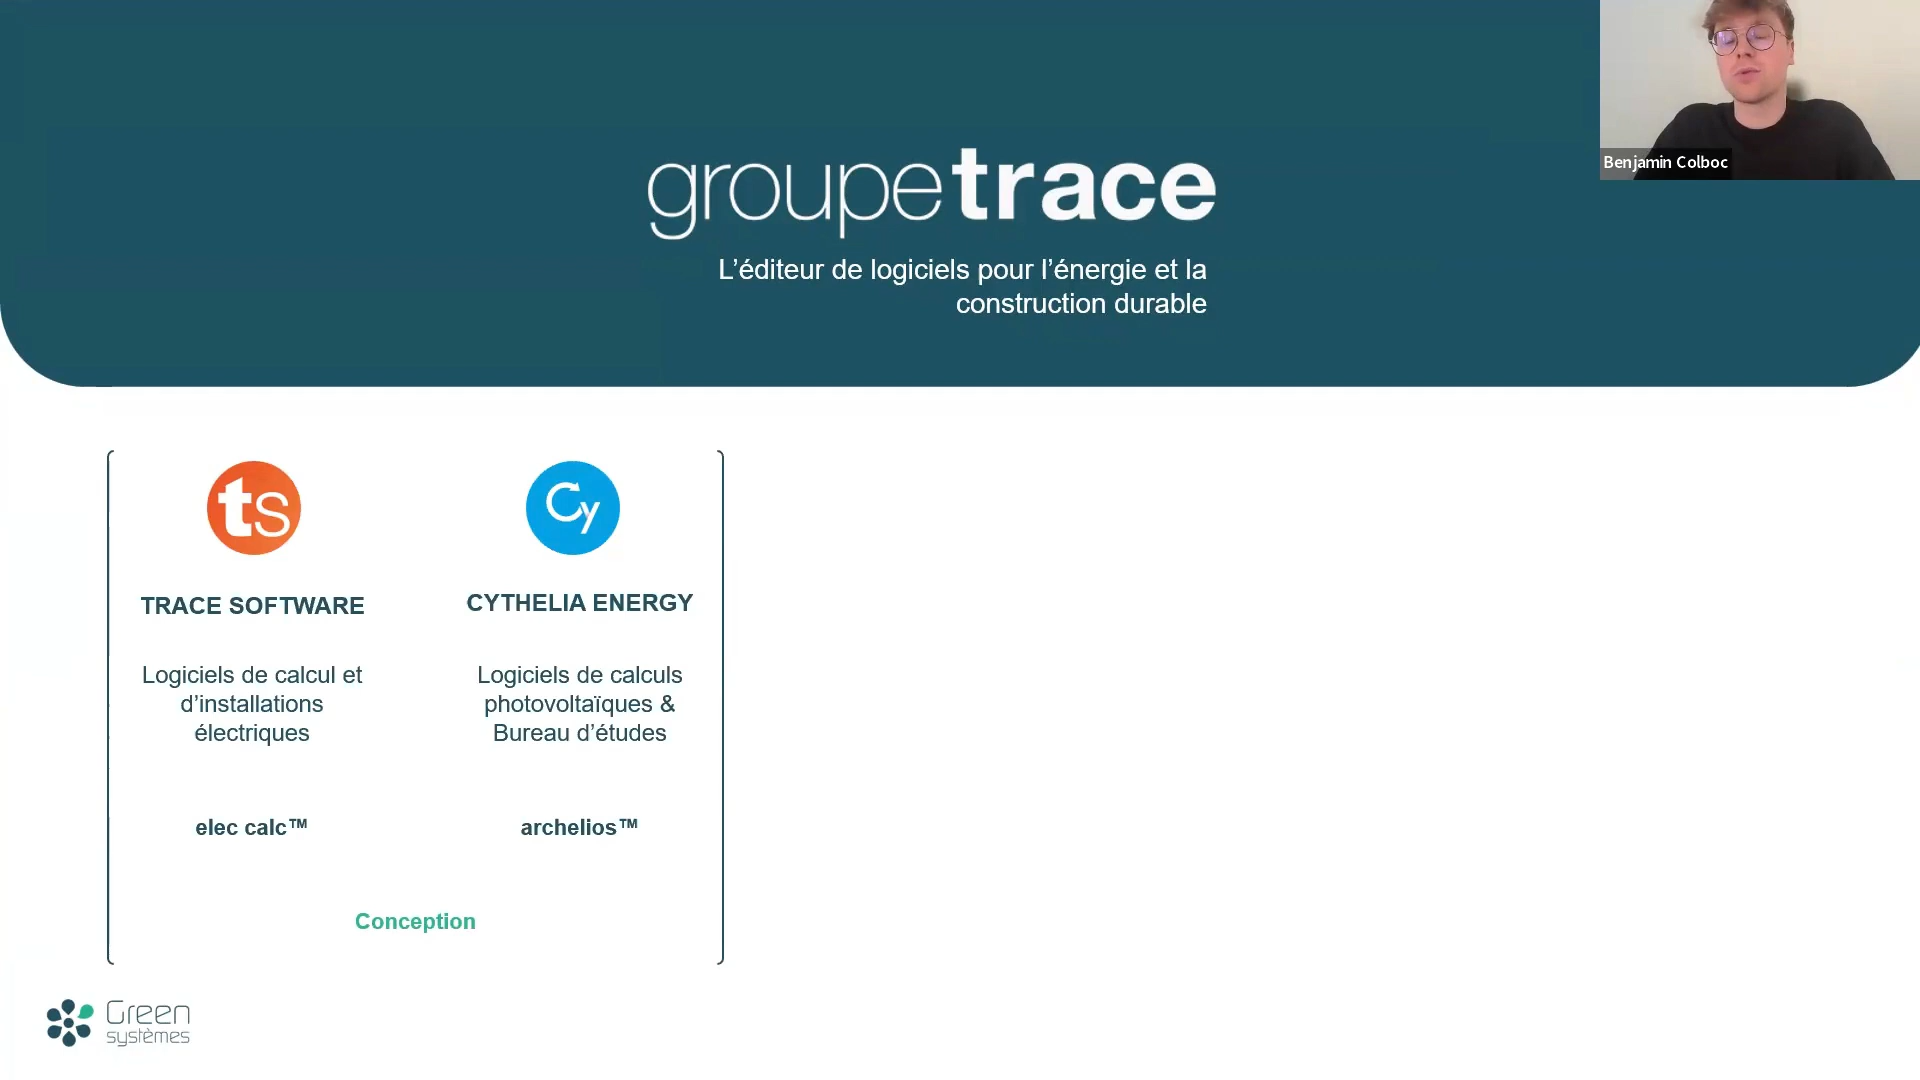 Benjamin Colboc
groupetrace
L’éditeur de logiciels pour l’énergie et la
construction durable
ts
TRACE SOFTWARE
Logiciels de calcul et
d’installations
électriques
elec calc™
Cy
CYTHELIA ENERGY
Logiciels de calculs
photovoltaïques &
Bureau d’études
archelios™
Conception
Green
systèmes